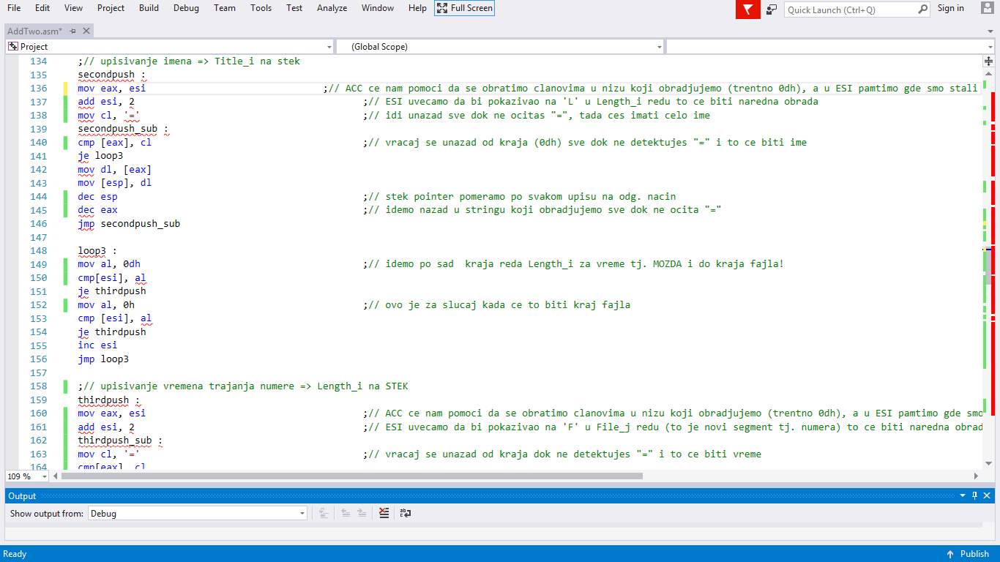 File Edit View Project Build Debug Team Tools Test Analyze Window Help Full Screen Quick Launch (Ctrl+Q) Sign in
AddTwo.asm*
Project (Global Scope)
134 ;// upisivanje imena => Title_i na stek
135 secondpush :
136 mov eax, esi ;// ACC ce nam pomoci da se obratimo clanovima u nizu koji obradjujemo (trentno 0dh), a u ESI pamtimo gde smo stali
137 add esi, 2 ;// ESI uvecamo da bi pokazivao na 'L' u Length_i redu to ce biti naredna obrada
138 mov cl, '=' ;// idi unazad sve dok ne ocitas "=", tada ces imati celo ime
139 secondpush_sub :
140 cmp [eax], cl ;// vracaj se unazad od kraja (0dh) sve dok ne detektujes "=" i to ce biti ime
141 je loop3
142 mov dl, [eax]
143 mov [esp], dl
144 dec esp ;// stek pointer pomeramo po svakom upisu na odg. nacin
145 dec eax ;// idemo nazad u stringu koji obradjujemo sve dok ne ocita "="
146 jmp secondpush_sub
147
148 loop3 :
149 mov al, 0dh ;// idemo po sad  kraja reda Length_i za vreme tj. MOZDA i do kraja fajla!
150 cmp[esi], al
151 je thirdpush
152 mov al, 0h ;// ovo je za slucaj kada ce to biti kraj fajla
153 cmp [esi], al
154 je thirdpush
155 inc esi
156 jmp loop3
157
158 ;// upisivanje vremena trajanja numere => Length_i na STEK
159 thirdpush :
160 mov eax, esi ;// ACC ce nam pomoci da se obratimo clanovima u nizu koji obradjujemo (trentno 0dh), a u ESI pamtimo gde smo
161 add esi, 2 ;// ESI uvecamo da bi pokazivao na 'F' u File_j redu (to je novi segment tj. numera) to ce biti naredna obrad
162 thirdpush_sub :
163 mov cl, '=' ;// vracaj se unazad od kraja dok ne detektujes "=" i to ce biti vreme
164 cmp[eax], cl
109 %
Output
Show output from: Debug
Ready Publish